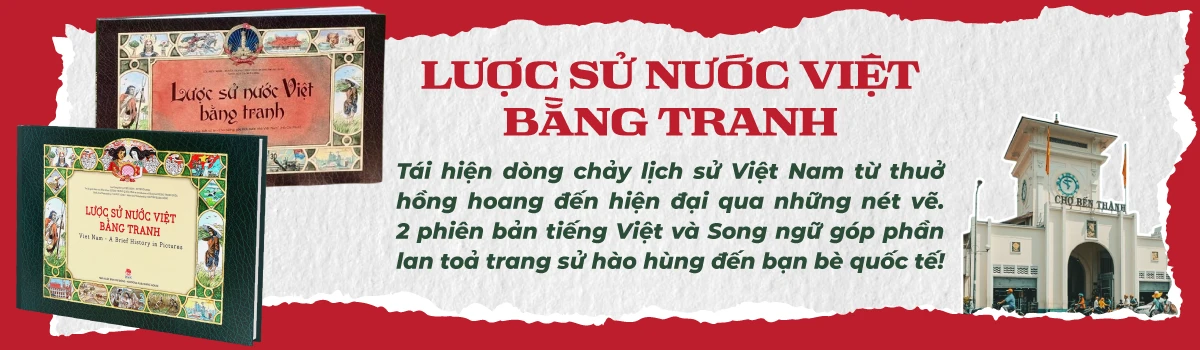 Lược sử nước Việt
bằng tranh
LƯỢC SỬ NƯỚC VIỆT
BẰNG TRANH
Viet Nam - A Brief History in Pictures
LƯỢC SỬ NƯỚC VIỆT
BẰNG TRANH
Tái hiện dòng chảy lịch sử Việt Nam từ thuở
hồng hoang đến hiện đại qua những nét vẽ.
2 phiên bản tiếng Việt và Song ngữ góp phần
lan toả trang sử hào hùng đến bạn bè quốc tế!
CHỢ BẾN THÀNH